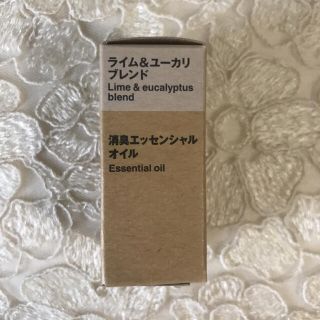 ライム＆ユーカリ
ブレンド
Lime & eucalyptus
blend
消臭エッセンシャル
オイル
Essential oil